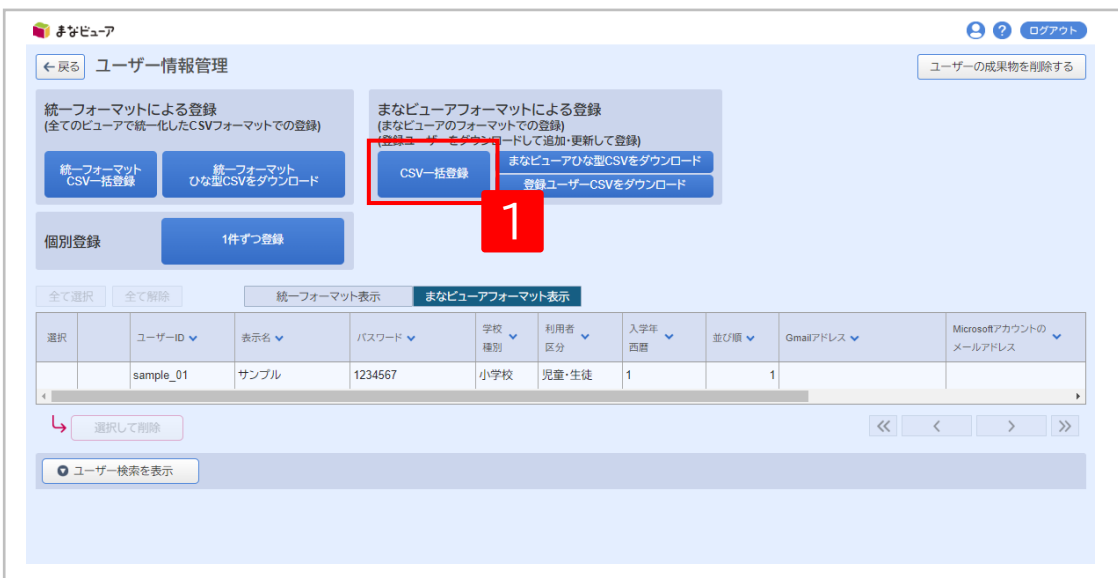 まなビューア
? ログアウト
←戻る ユーザー情報管理
ユーザーの成果物を削除する
統一フォーマットによる登録
(全てのビューアで統一化したCSVフォーマットでの登録)
統一フォーマット
CSV一括登録
統一フォーマット
ひな型CSVをダウンロード
まなビューアフォーマットによる登録
(まなビューアのフォーマットでの登録)
(登録ユーザーをダウンロードして追加・更新して登録)
CSV一括登録
まなビューアひな型CSVをダウンロード
登録ユーザーCSVをダウンロード
1
個別登録
1件ずつ登録
全て選択 全て解除 統一フォーマット表示 まなビューアフォーマット表示
選択 ユーザーID 表示名 パスワード 学校種別 利用者区分 入学年西暦 並び順 Gmailアドレス Microsoftアカウントのメールアドレス
sample_01 サンプル 1234567 小学校 児童・生徒 1 1
選択して削除
ユーザー検索を表示